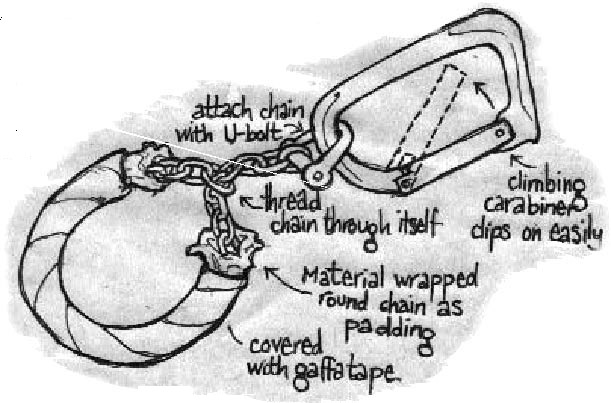 attach chain
with U-bolt
climbing
carabiner
clips on easily
thread
chain through itself
Material wrapped
round chain as
padding
covered
with gaffa tape